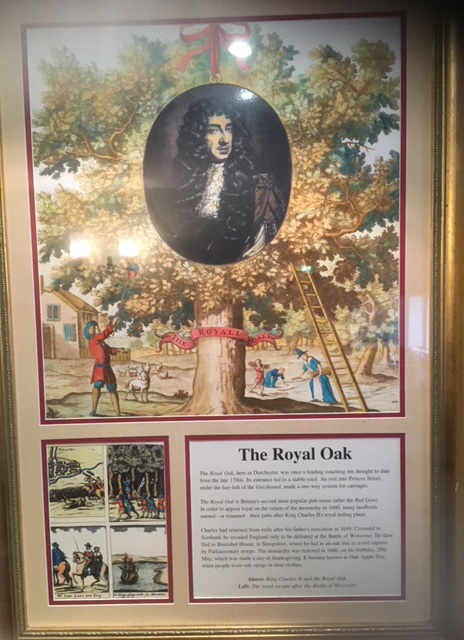 THE ROYALL OAKE
The Royal Oak
The Royal Oak, here in Dorchester, was once a leading coaching inn thought to date
from the late 1700s. Its entrance led to a stable-yard. An exit into Princes Street,
under the hay-loft of the Greyhound, made a one-way system for carriages.
The Royal Oak is Britain's second most popular pub-name (after the Red Lion).
In order to appear loyal on the return of the monarchy in 1660, many landlords
named - or renamed - their pubs after King Charles II's royal hiding place.
Charles had returned from exile after his father's execution in 1649. Crowned in
Scotland, he invaded England only to be defeated at the Battle of Worcester. He then
fled to Boscobel House, in Shropshire, where he hid in an oak tree to avoid capture
by Parliamentary troops. The monarchy was restored in 1660, on his birthday, 29th
May, which was made a day of thanksgiving. It became known as Oak-Apple Day,
when people wore oak sprigs in their clothes.
Above: King Charles II and the Royal Oak
Left: The royal escape after the Battle of Worcester